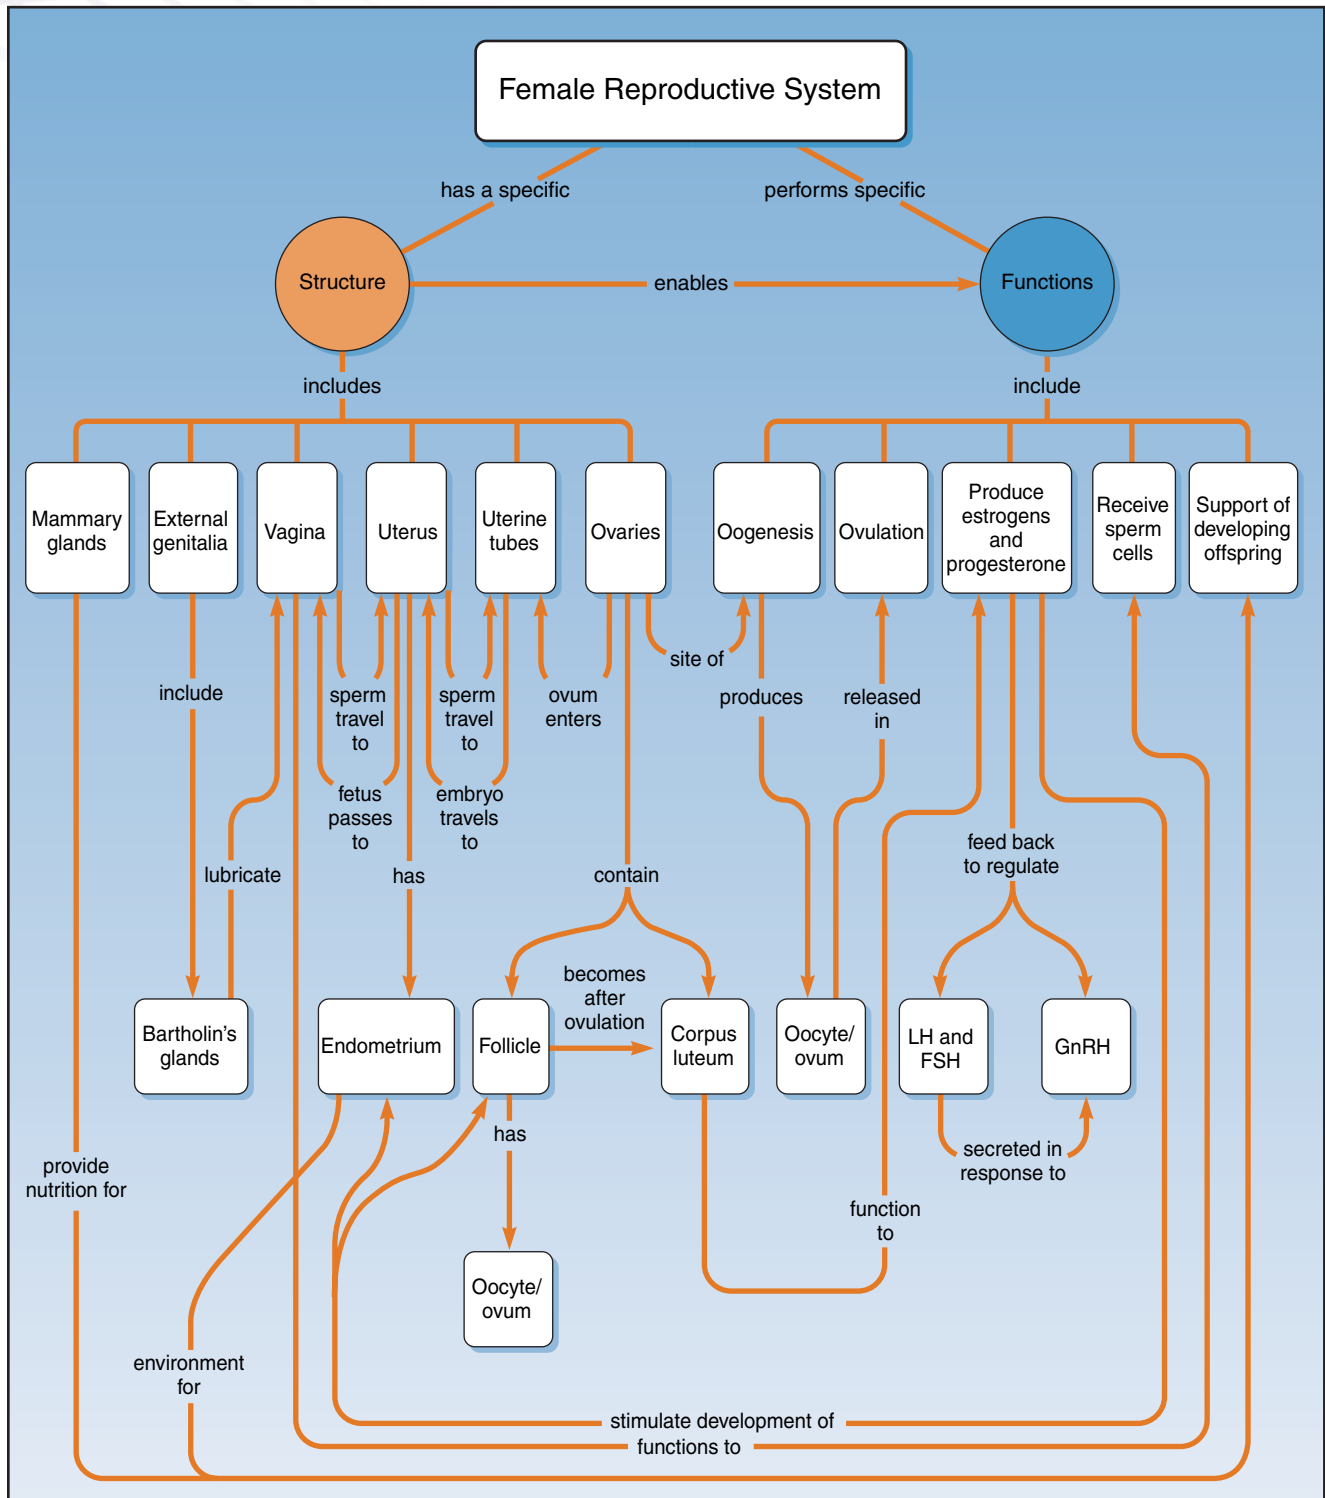 Female Reproductive System
has a specific
performs specific
Structure
enables
Functions
includes
include
Mammary
glands
External
genitalia
Vagina
Uterus
Uterine
tubes
Ovaries
Oogenesis
Ovulation
Produce
estrogens
and
progesterone
Receive
sperm
cells
Support of
developing
offspring
site of
include
sperm
travel
to
sperm
travel
to
ovum
enters
produces
released
in
fetus
passes
to
embryo
travels
to
lubricate
has
contain
feed back
to regulate
becomes
after
ovulation
Bartholin’s
glands
Endometrium
Follicle
Corpus
luteum
Oocyte/
ovum
LH and
FSH
GnRH
has
secreted in
response to
provide
nutrition for
function
to
Oocyte/
ovum
environment
for
stimulate development of
functions to